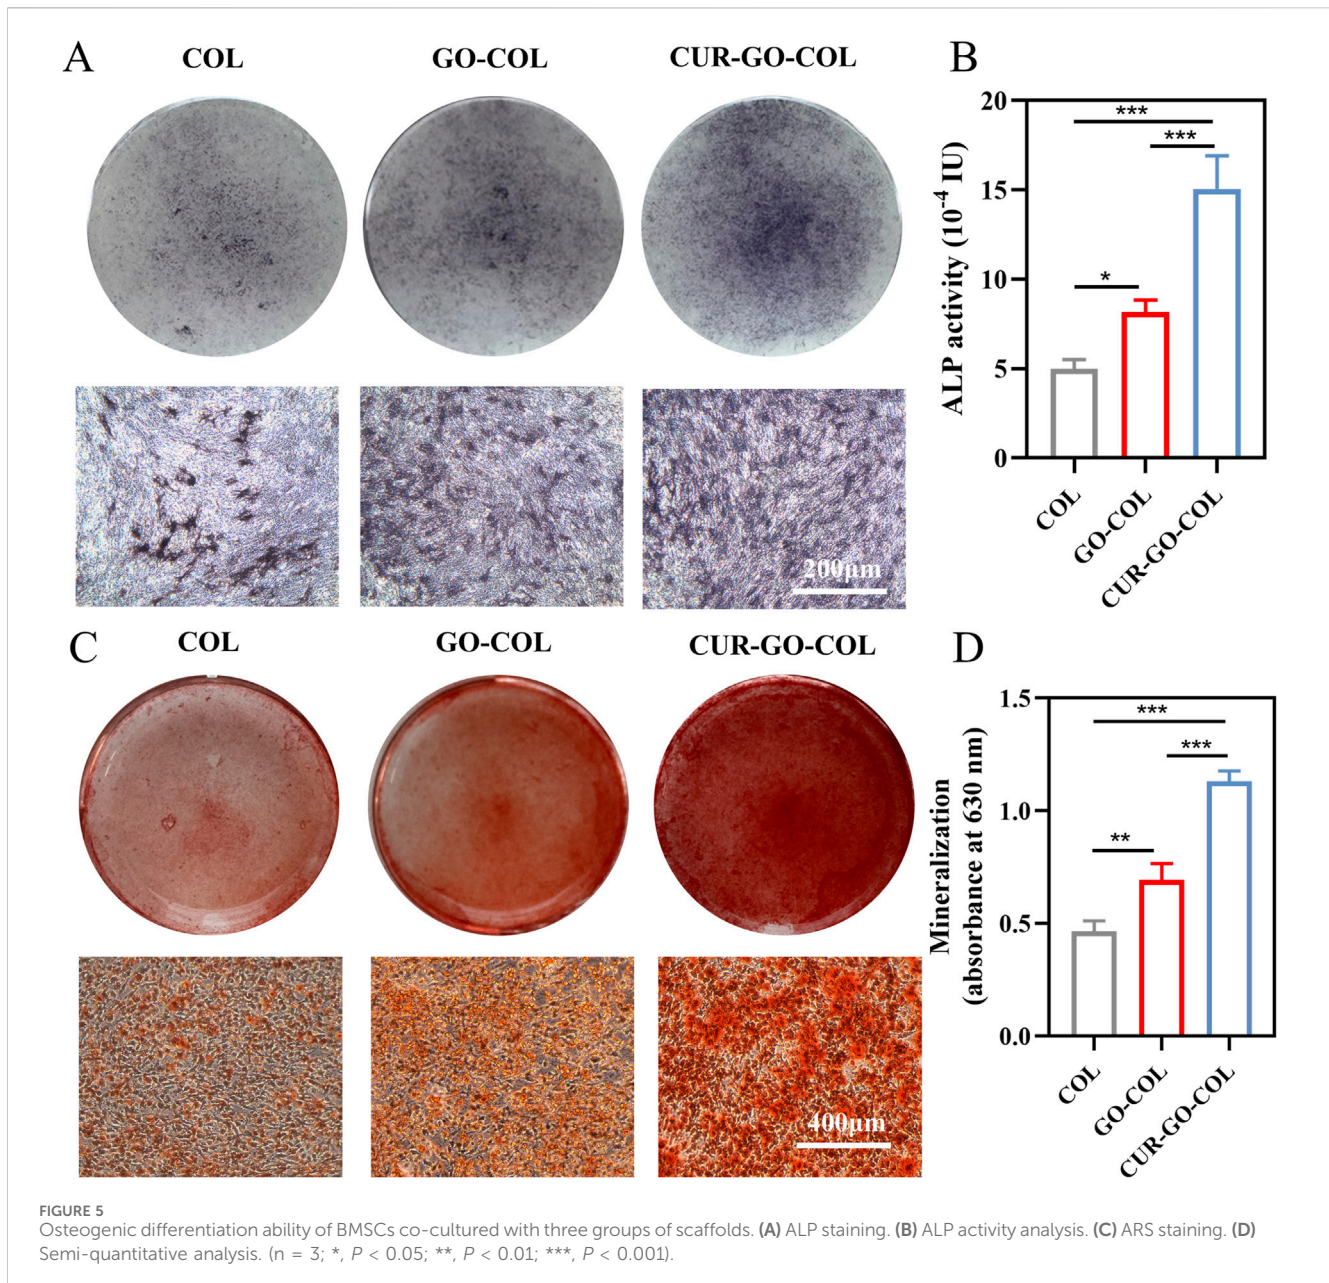 A
COL
GO-COL
CUR-GO-COL
200μm
B
ALP activity (10⁻⁴ IU)
20
15
10
5
0
***
***
*
COL
GO-COL
CUR-GO-COL
C
COL
GO-COL
CUR-GO-COL
400μm
D
Mineralization
(absorbance at 630 nm)
1.5
1.0
0.5
0.0
***
***
**
COL
GO-COL
CUR-GO-COL
FIGURE 5
Osteogenic differentiation ability of BMSCs co-cultured with three groups of scaffolds. (A) ALP staining. (B) ALP activity analysis. (C) ARS staining. (D)
Semi-quantitative analysis. (n = 3; *, P < 0.05; **, P < 0.01; ***, P < 0.001).